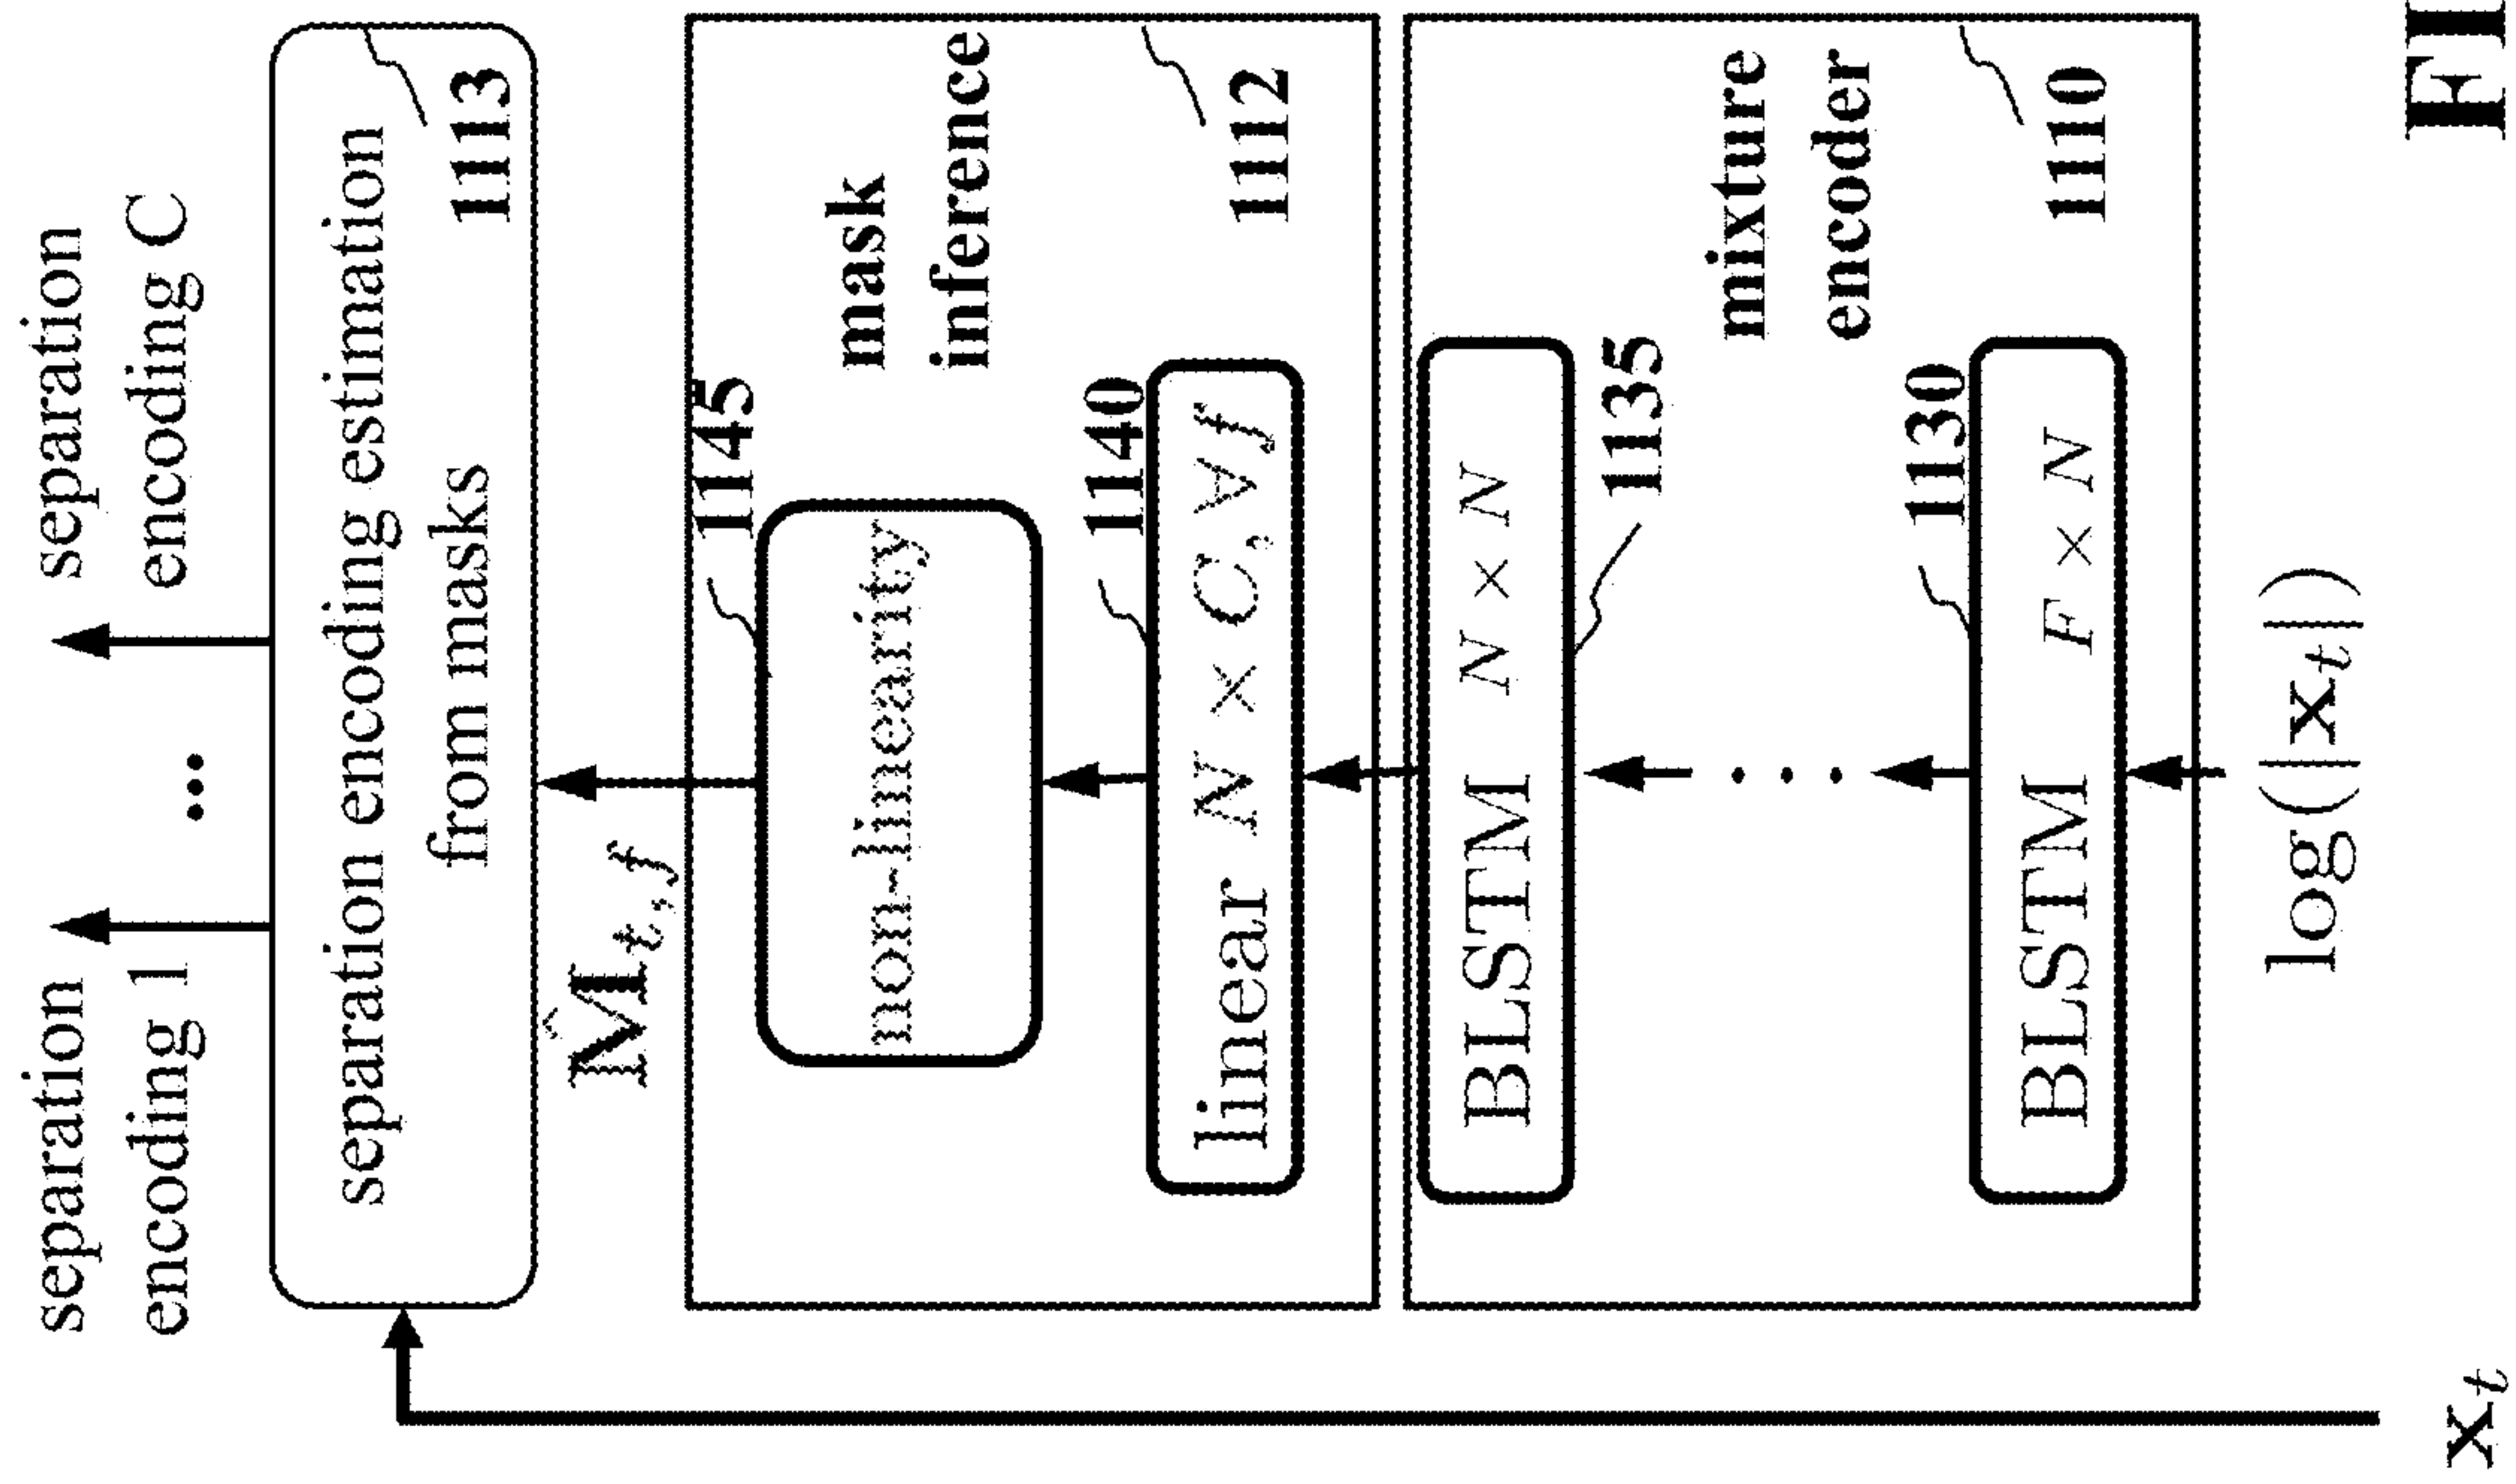 separation
encoding 1
...
separation
encoding C
separation encoding estimation
from masks
1113
M̂t,f
1145
non-linearity
mask
inference
1140
linear N × C, ∀f
1112
BLSTM N × N
1135
mixture
encoder
. . .
1130
BLSTM F × N
1110
log(|xt|)
xt